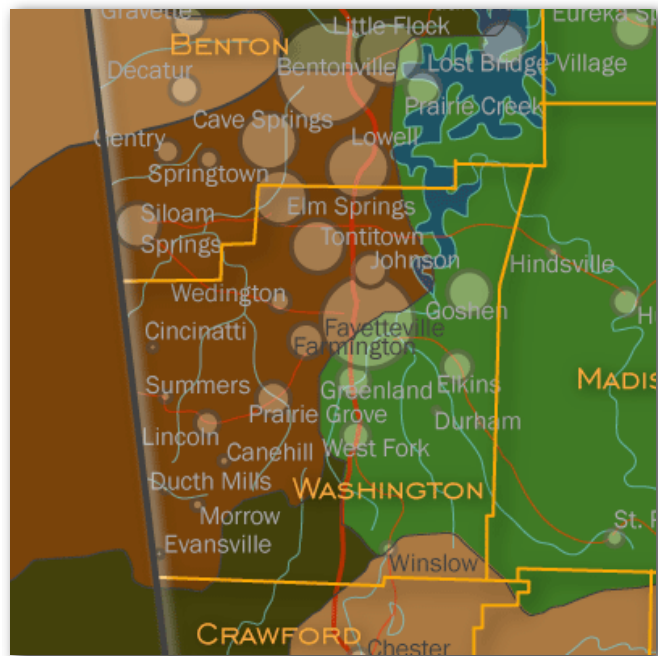 Gravette
Little Flock
Eureka Sp
BENTON
Decatur
Bentonville
Lost Bridge Village
Prairie Creek
Cave Springs
Gentry
Lowell
Springtown
Siloam
Springs
Elm Springs
Tontitown
Johnson
Hindsville
Wedington
Goshen
Hu
Cincinatti
Fayetteville
Farmington
MADIS
Summers
Greenland
Elkins
Prairie Grove
Durham
Lincoln
Canehill
West Fork
Ducth Mills
WASHINGTON
Morrow
St. P
Evansville
Winslow
CRAWFORD
Chester